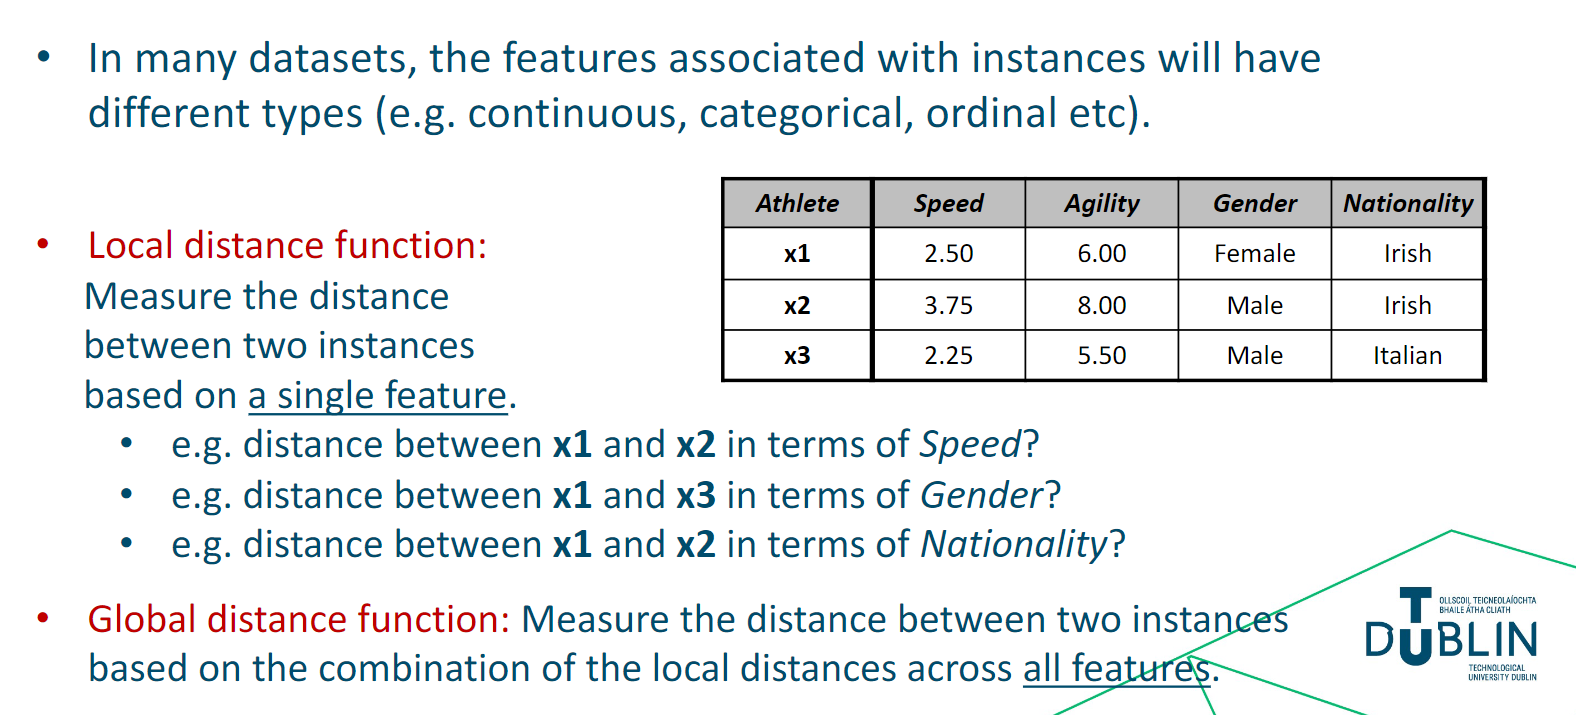 • In many datasets, the features associated with instances will have
different types (e.g. continuous, categorical, ordinal etc).
Athlete Speed Agility Gender Nationality
x1 2.50 6.00 Female Irish
x2 3.75 8.00 Male Irish
x3 2.25 5.50 Male Italian
• Local distance function:
Measure the distance
between two instances
based on a single feature.
• e.g. distance between x1 and x2 in terms of Speed?
• e.g. distance between x1 and x3 in terms of Gender?
• e.g. distance between x1 and x2 in terms of Nationality?
• Global distance function: Measure the distance between two instances
based on the combination of the local distances across all features.
OLLSCOIL TEICNEOLAÍOCHTA
BHAILE ÁTHA CLIATH
TU DUBLIN
TECHNOLOGICAL
UNIVERSITY DUBLIN